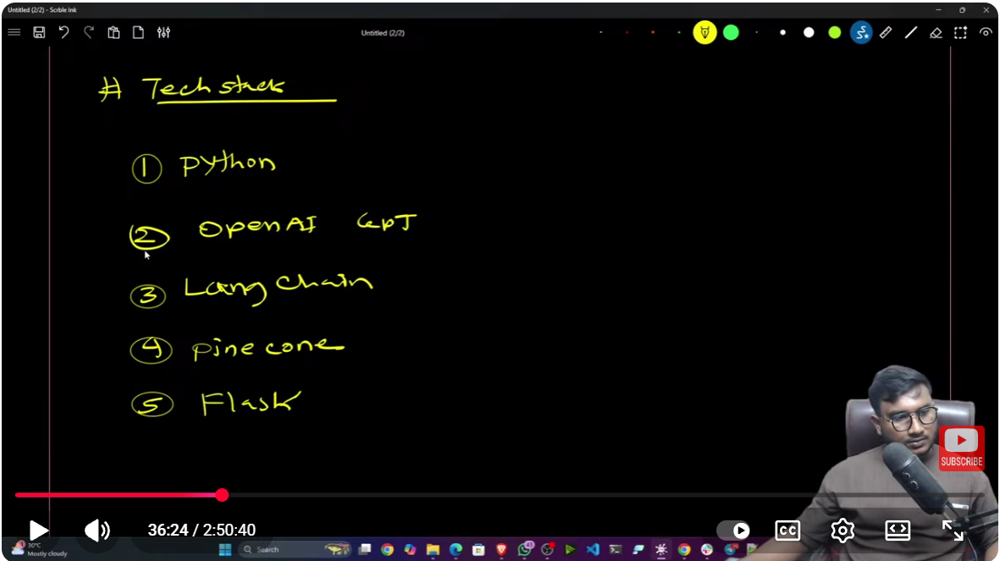 Untitled (2/2) - Scrble Ink
Untitled (2/2)
# Tech stack
1 Python
2 OpenAI GPT
3 Lang Chain
4 pine cone
5 Flask
SUBSCRIBE
36:24 / 2:50:40
CC
30°C
Mostly cloudy
Search